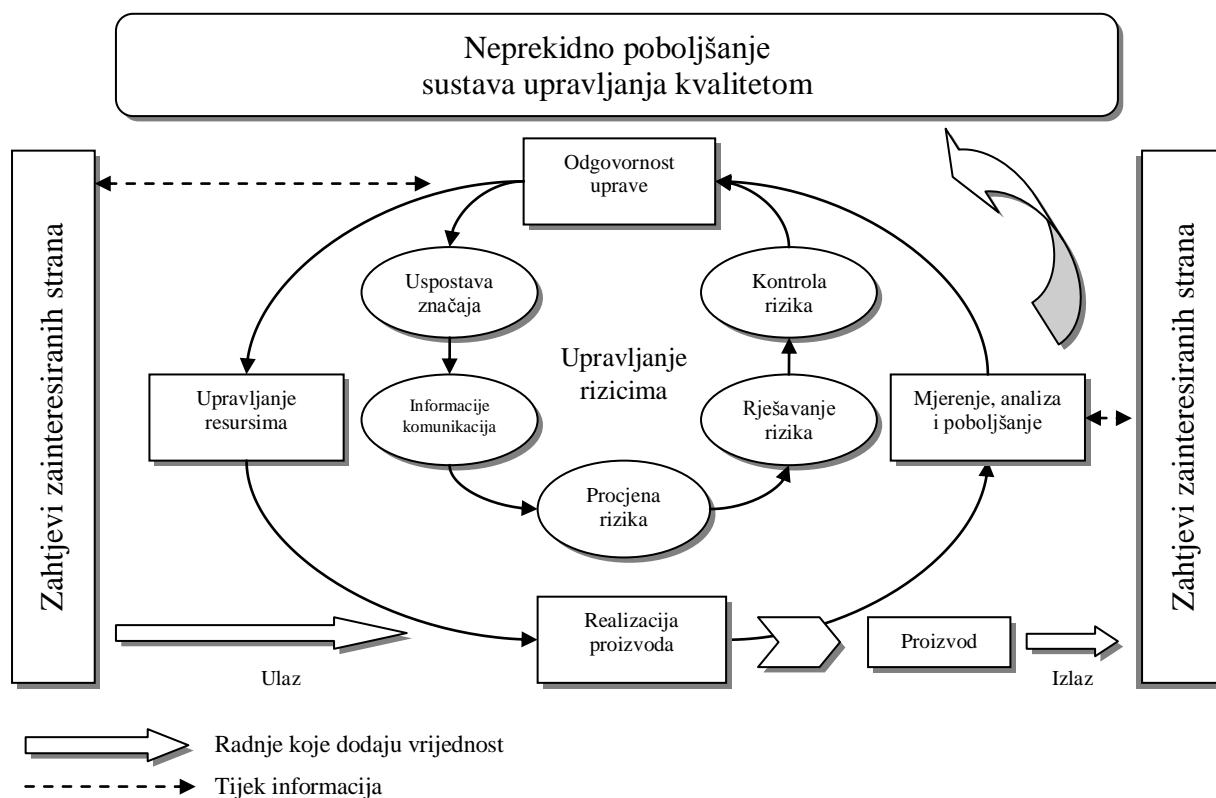 Neprekidno poboljšanje
sustava upravljanja kvalitetom
Zahtjevi zainteresiranih strana
Odgovornost
uprave
Uspostava
značaja
Kontrola
rizika
Upravljanje
rizicima
Upravljanje
resursima
Informacije
komunikacija
Rješavanje
rizika
Mjerenje, analiza
i poboljšanje
Procjena
rizika
Zahtjevi zainteresiranih strana
Realizacija
proizvoda
Proizvod
Ulaz
Izlaz
Radnje koje dodaju vrijednost
Tijek informacija